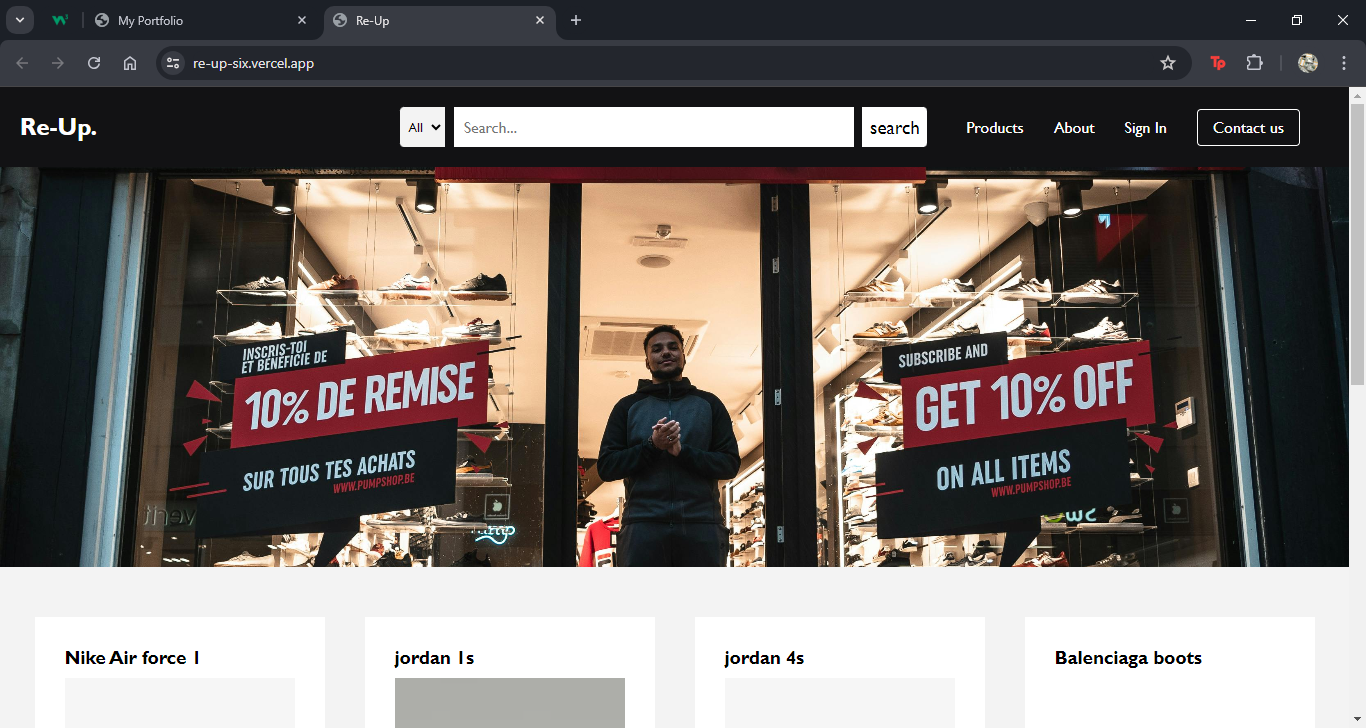 My Portfolio
Re-Up
re-up-six.vercel.app
Tp
Re-Up.
All
Search...
search
Products
About
Sign In
Contact us
INSCRIS-TOI
ET BÉNÉFICIE DE
10% DE REMISE
SUR TOUS TES ACHATS
WWW.PUMPSHOP.BE
SUBSCRIBE AND
GET 10% OFF
ON ALL ITEMS
WWW.PUMPSHOP.BE
Nike Air force 1
jordan 1s
jordan 4s
Balenciaga boots